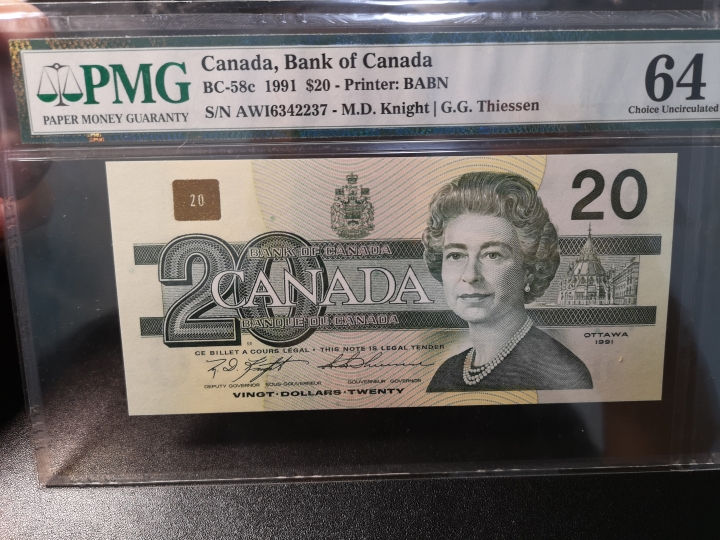 PMG
PAPER MONEY GUARANTY
Canada, Bank of Canada
BC-58c 1991 $20 - Printer: BABN
S/N AWI6342237 - M.D. Knight | G.G. Thiessen
64
Choice Uncirculated
20
20
20
BANK OF CANADA
CANADA
BANQUE DU CANADA
OTTAWA
1991
CE BILLET A COURS LEGAL • THIS NOTE IS LEGAL TENDER
DEPUTY GOVERNOR SOUS-GOUVERNEUR GOUVERNEUR GOVERNOR
VINGT·DOLLARS·TWENTY